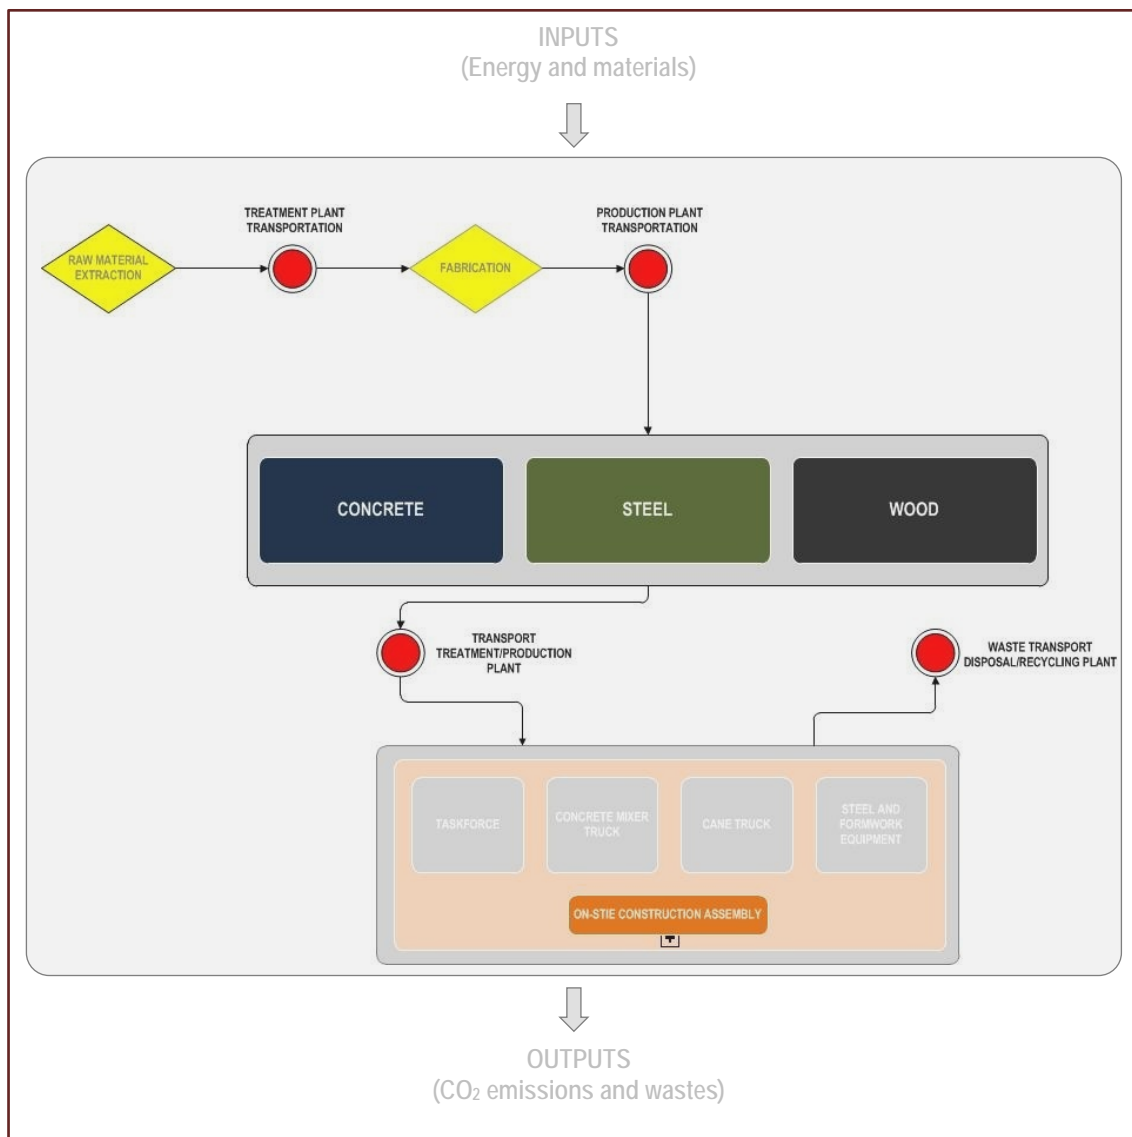 INPUTS
(Energy and materials)
TREATMENT PLANT
TRANSPORTATION
PRODUCTION PLANT
TRANSPORTATION
RAW MATERIAL
EXTRACTION
FABRICATION
CONCRETE
STEEL
WOOD
TRANSPORT
TREATMENT/PRODUCTION
PLANT
WASTE TRANSPORT
DISPOSAL/RECYCLING PLANT
TASKFORCE
CONCRETE MIXER
TRUCK
CANE TRUCK
STEEL AND
FORMWORK
EQUIPMENT
ON-STIE CONSTRUCTION ASSEMBLY
OUTPUTS
(CO₂ emissions and wastes)